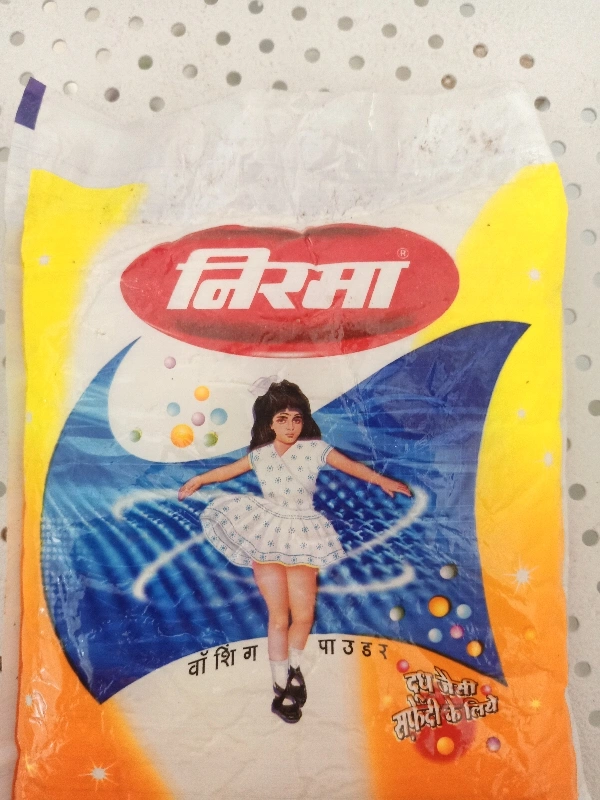 निरमा ®
वॉशिंग पाउडर
दूध जैसी
सफ़ेदी के लिये